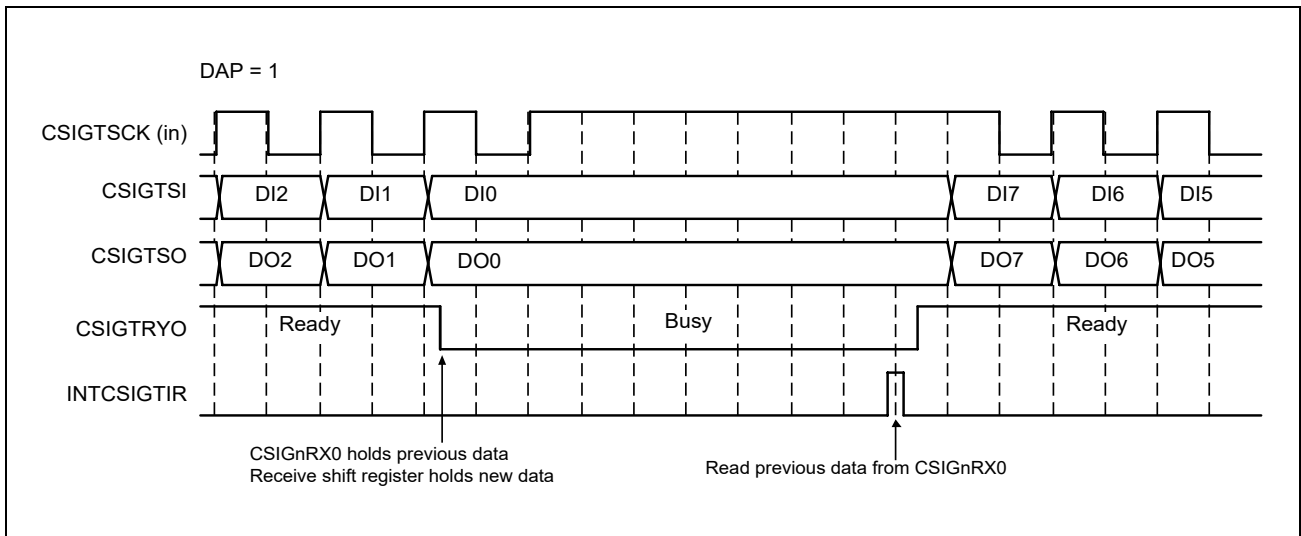 DAP = 1
CSIGTSCK (in)
CSIGTSI DI2 DI1 DI0 DI7 DI6 DI5
CSIGTSO DO2 DO1 DO0 DO7 DO6 DO5
CSIGTRYO Ready Busy Ready
INTCSIGTIR
CSIGnRX0 holds previous data
Receive shift register holds new data
Read previous data from CSIGnRX0